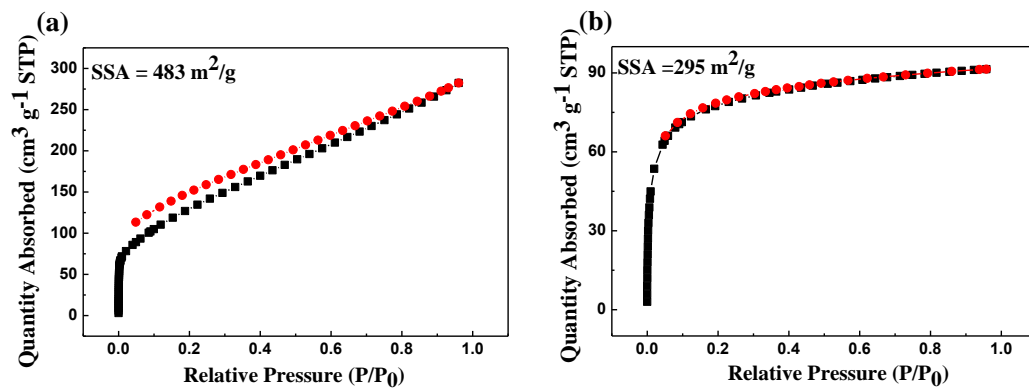 (a)
SSA = 483 m²/g
Quantity Absorbed (cm³ g⁻¹ STP)
300
250
200
150
100
50
0
0.0 0.2 0.4 0.6 0.8 1.0
Relative Pressure (P/P₀)
(b)
SSA =295 m²/g
Quantity Absorbed (cm³ g⁻¹ STP)
90
60
30
0
0.0 0.2 0.4 0.6 0.8 1.0
Relative Pressure (P/P₀)